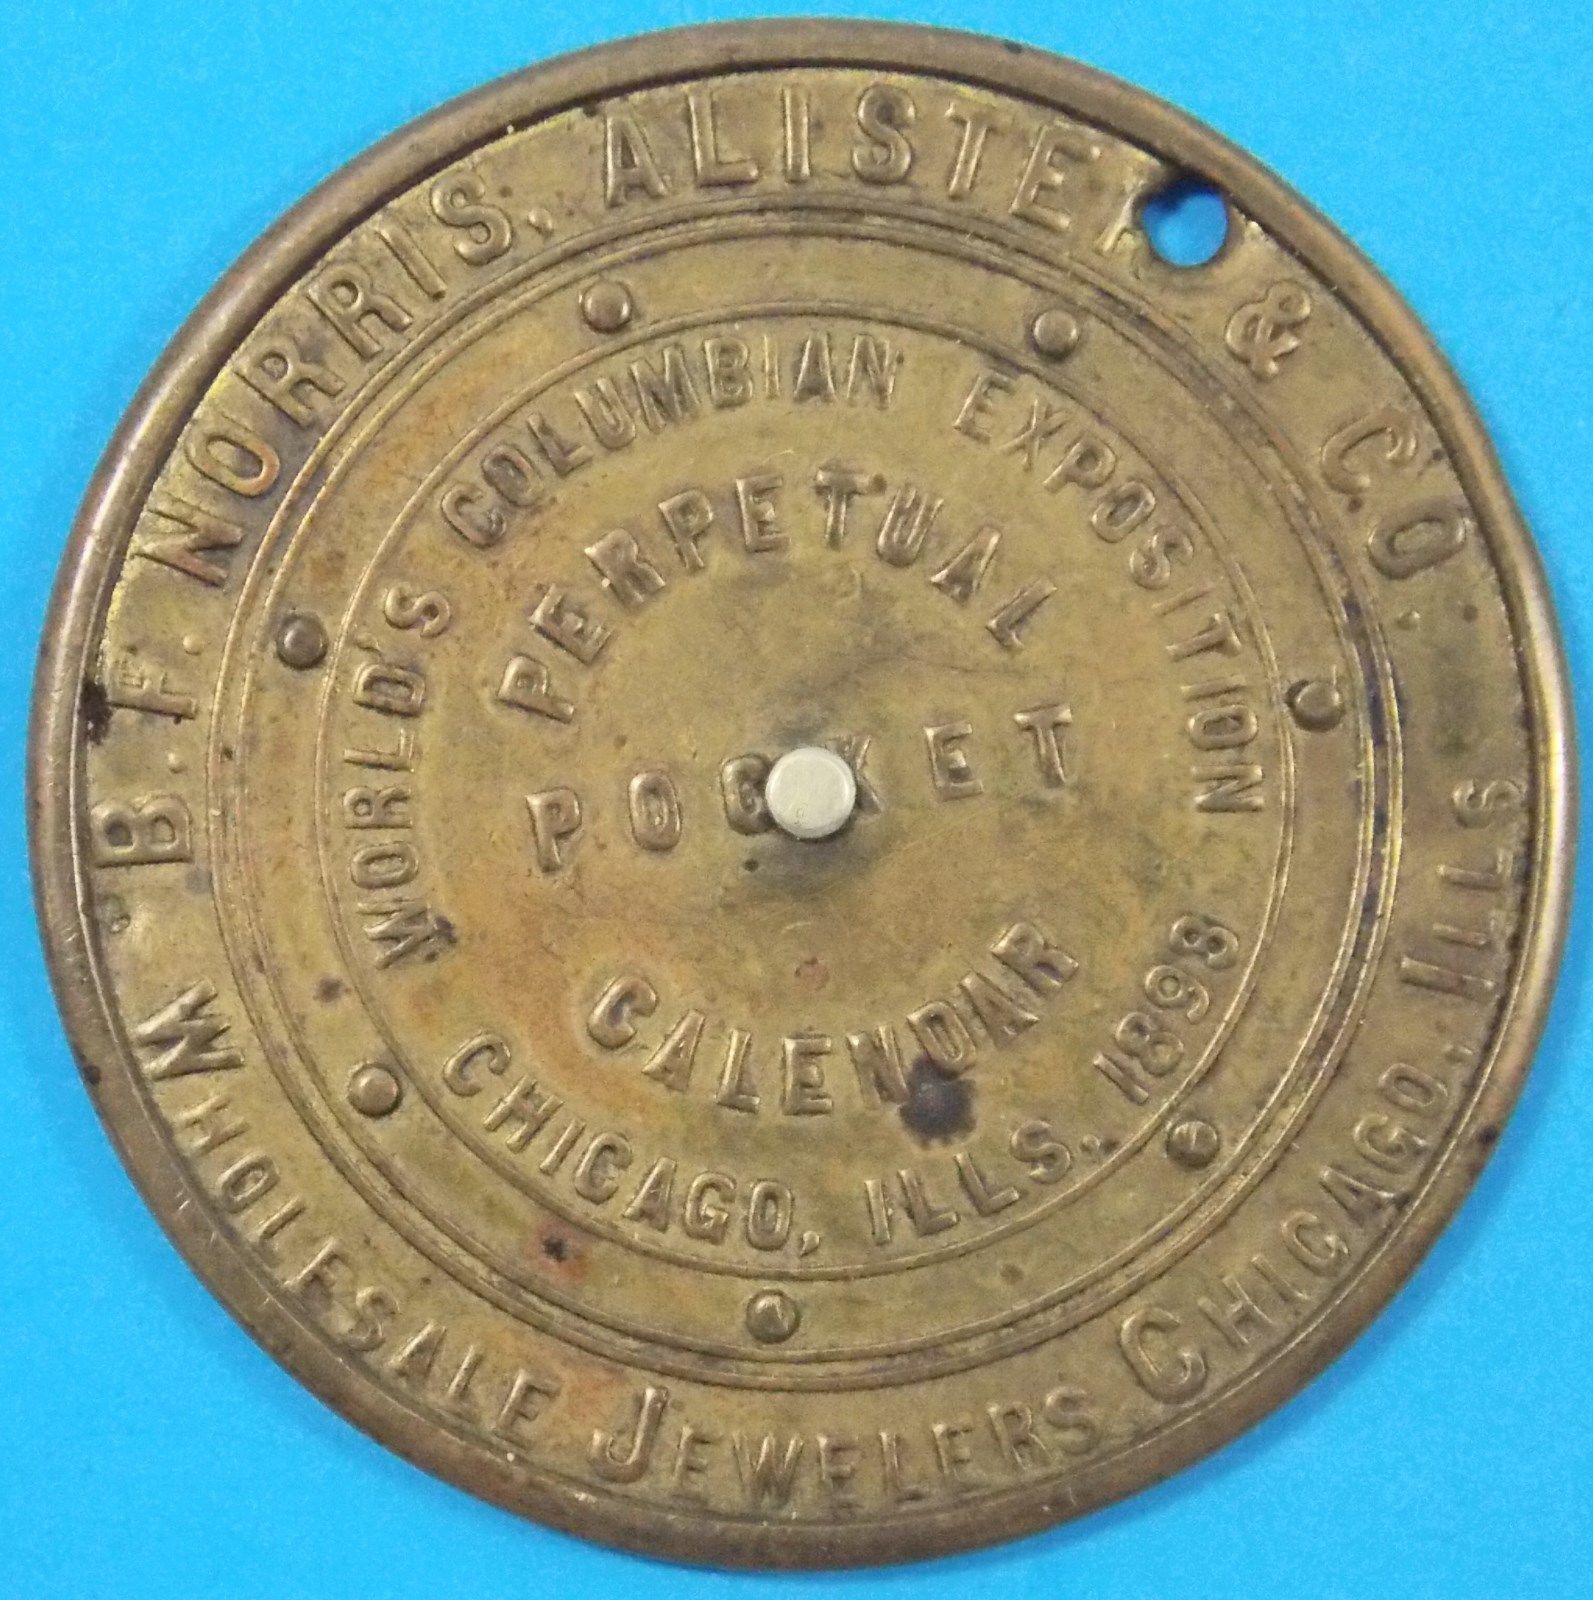 B.F. NORRIS, ALISTER & CO.
WHOLESALE JEWELERS CHICAGO, ILLS
WORLD'S COLUMBIAN EXPOSITION
CHICAGO, ILLS. 1893
PERPETUAL
POCKET
CALENDAR